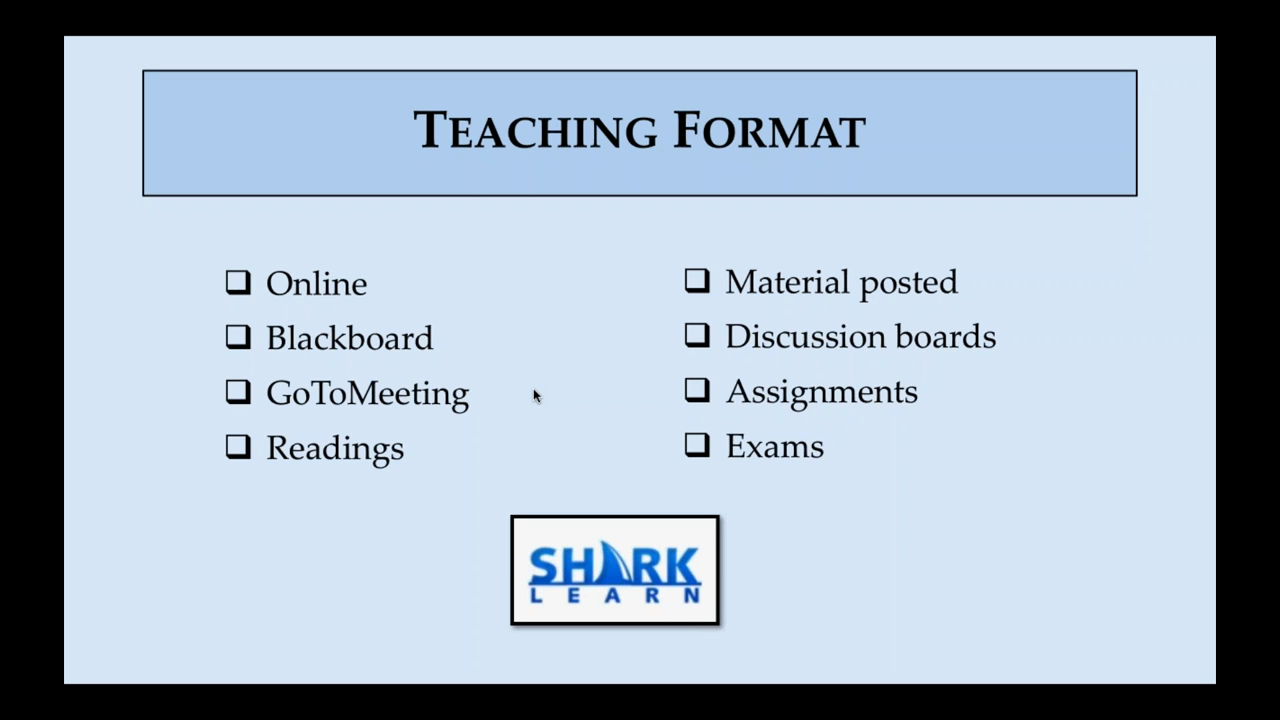 TEACHING FORMAT
Online
Blackboard
GoToMeeting
Readings
Material posted
Discussion boards
Assignments
Exams
SHARK
LEARN